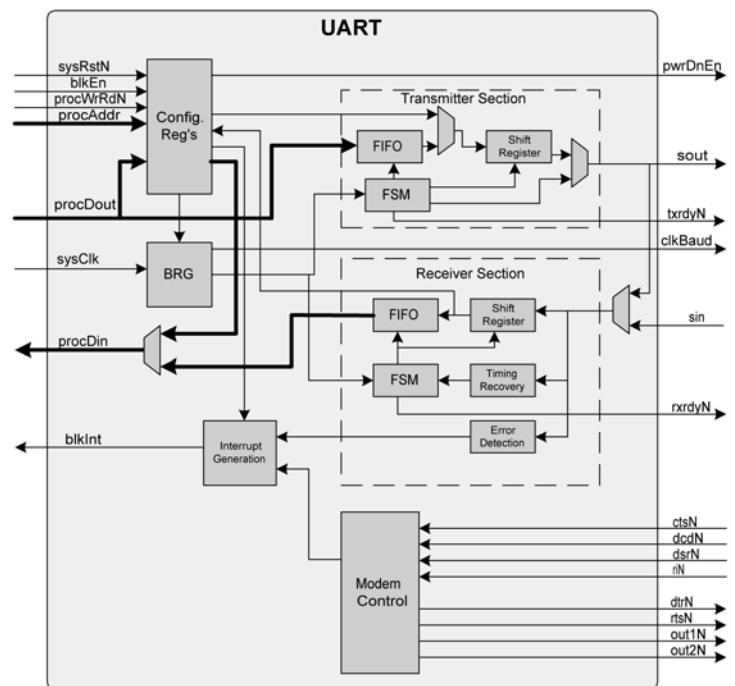 UART
sysRstN
blkEn
procWrRdN
procAddr
Config.
Reg's
pwrDnEn
Transmitter Section
FIFO
Shift
Register
FSM
sout
txrdyN
procDout
clkBaud
sysClk
BRG
Receiver Section
FIFO
Shift
Register
sin
procDin
FSM
Timing
Recovery
rxrdyN
Error
Detection
blkInt
Interrupt
Generation
Modem
Control
ctsN
dcdN
dsrN
riN
dtrN
rtsN
out1N
out2N